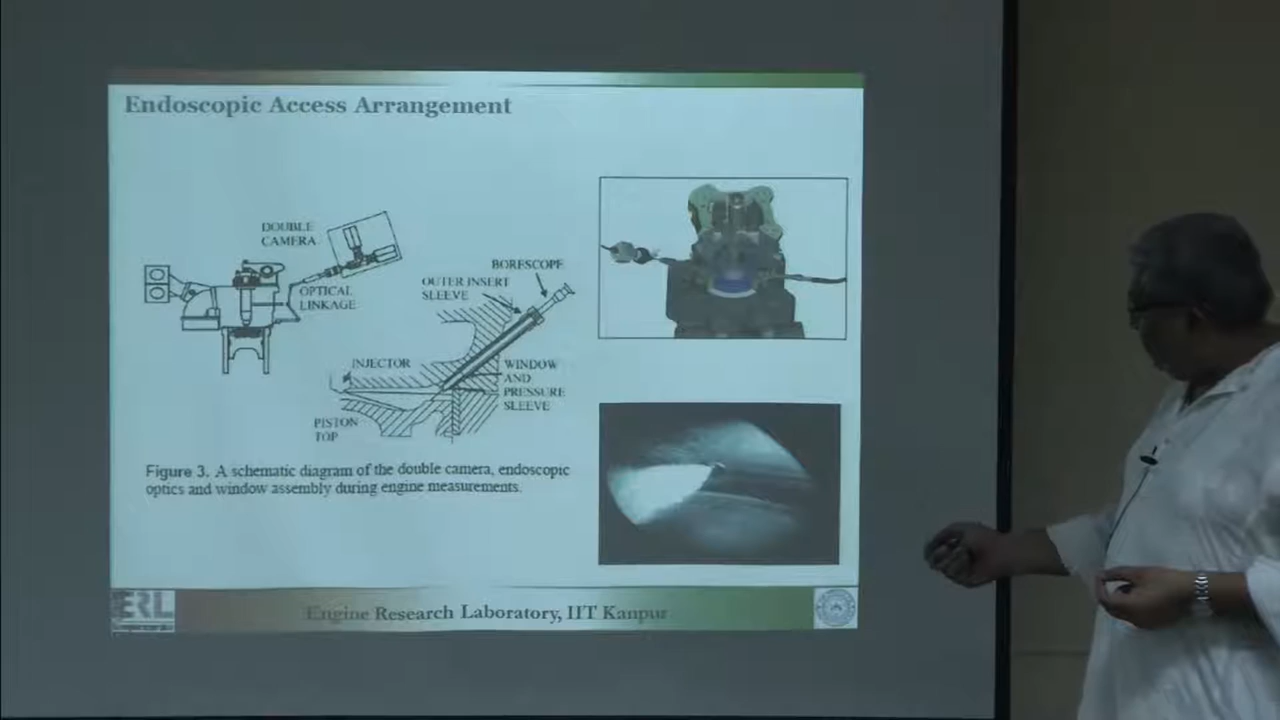 Endoscopic Access Arrangement
DOUBLE
CAMERA
OPTICAL
LINKAGE
BORESCOPE
OUTER INSERT
SLEEVE
INJECTOR
WINDOW
AND
PRESSURE
SLEEVE
PISTON
TOP
Figure 3. A schematic diagram of the double camera, endoscopic
optics and window assembly during engine measurements.
ERL
Engine Research Laboratory, IIT Kanpur